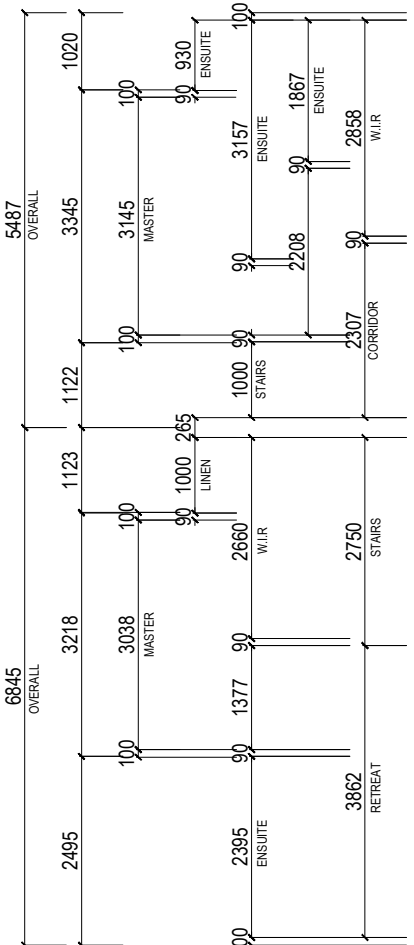 6845 5487
OVERALL OVERALL
2495 3218 1123 1122 3345 1020
100 3038 100 100 3145 100
MASTER MASTER
90 1000 265 90 930
LINEN ENSUITE
00 2395 90 1377 90 2660 1000 90 90 3157 100
ENSUITE W.I.R STAIRS ENSUITE
2208 90 1867
ENSUITE
3862 2750 2307 90 2858
RETREAT STAIRS CORRIDOR W.I.R